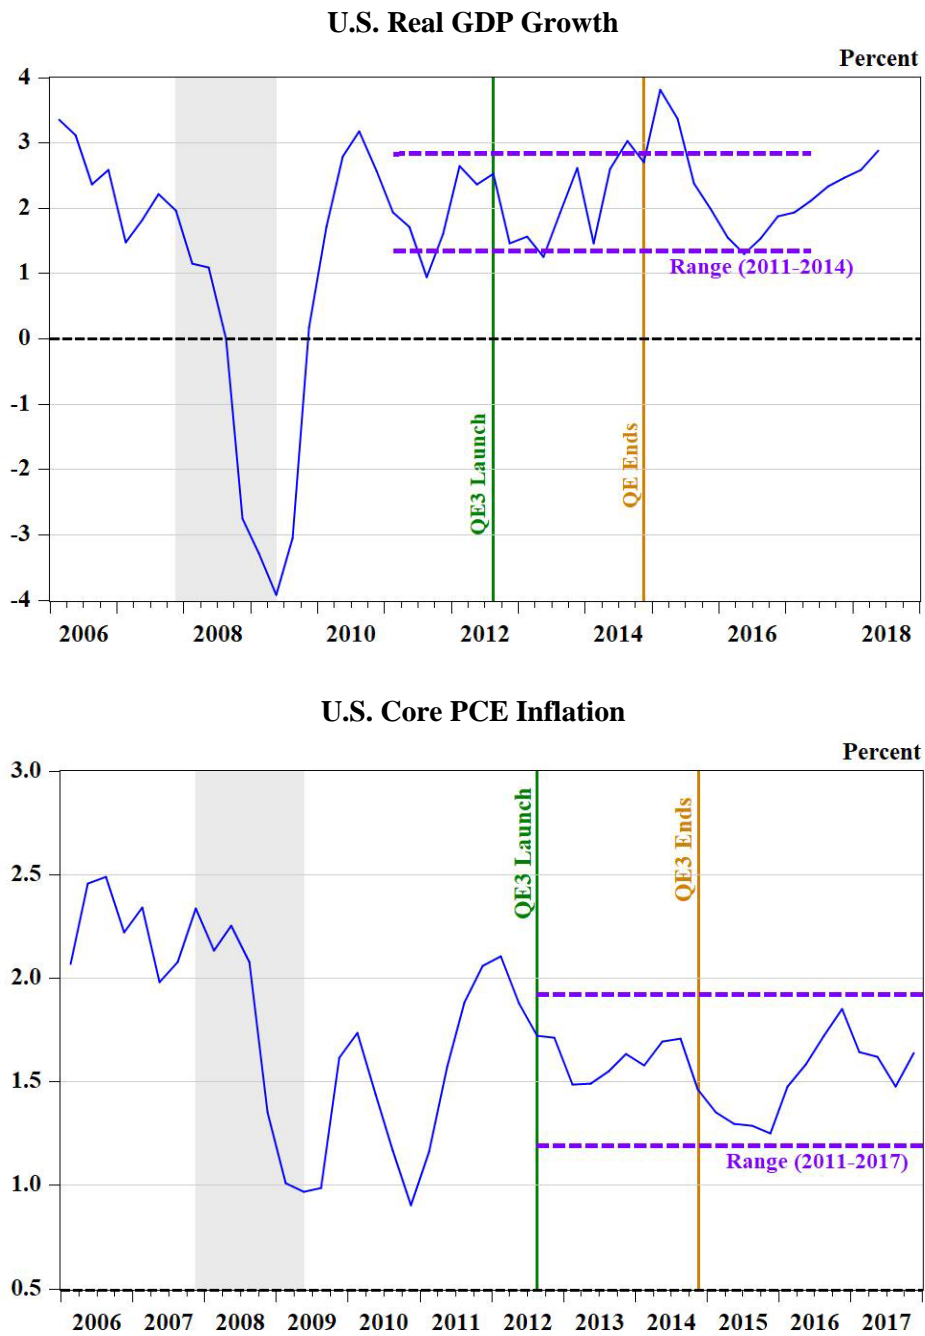 U.S. Real GDP Growth
Percent
4
3
2
1
0
-1
-2
-3
-4
Range (2011-2014)
QE3 Launch
QE Ends
2006 2008 2010 2012 2014 2016 2018
U.S. Core PCE Inflation
Percent
3.0
2.5
2.0
1.5
1.0
0.5
QE3 Launch
QE3 Ends
Range (2011-2017)
2006 2007 2008 2009 2010 2011 2012 2013 2014 2015 2016 2017